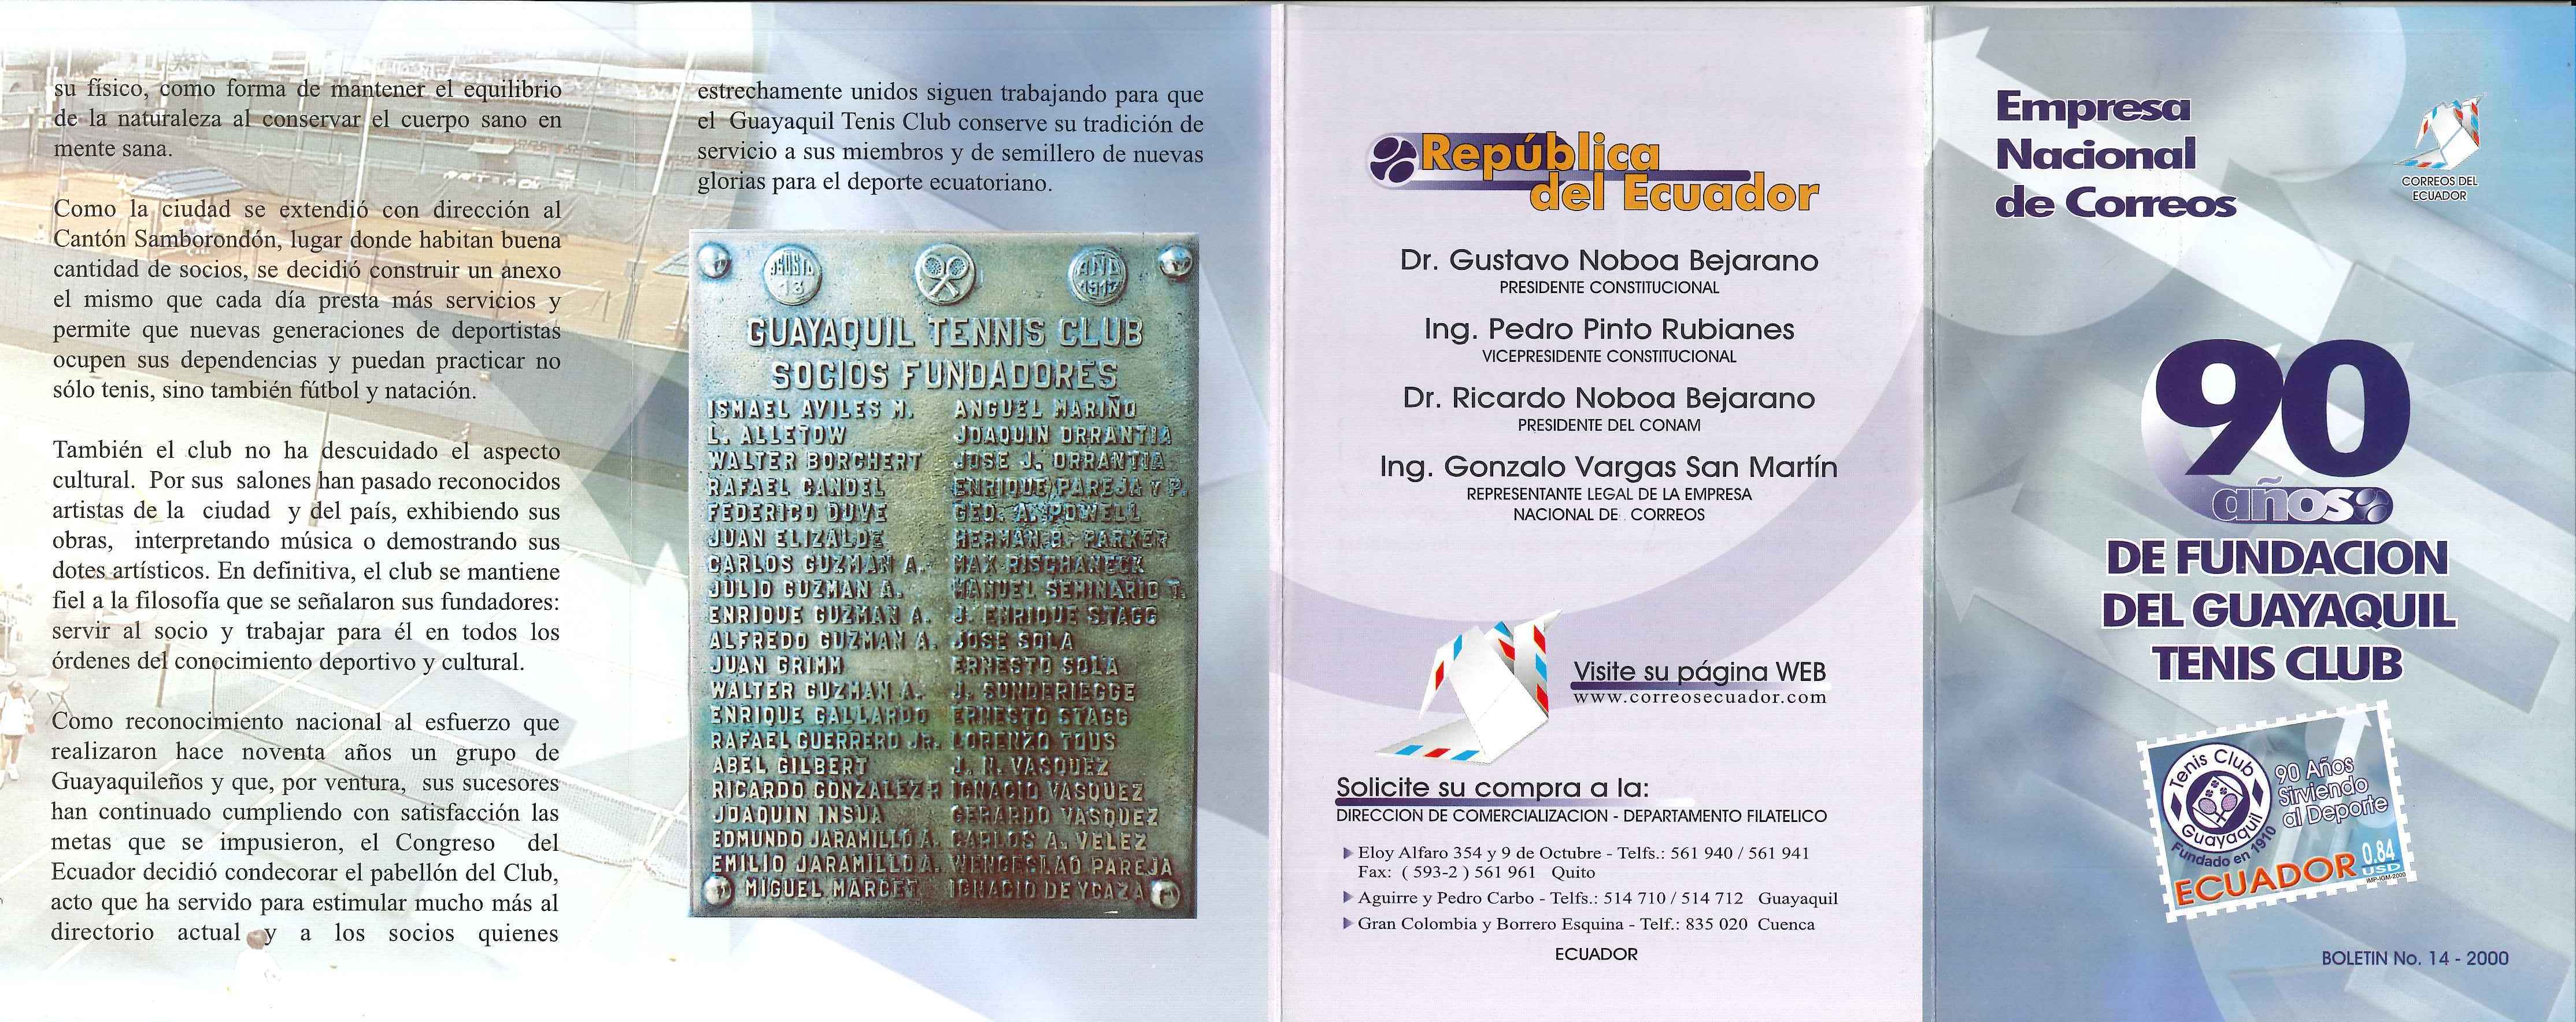 su físico, como forma de mantener el equilibrio
de la naturaleza al conservar el cuerpo sano en
mente sana.
Como la ciudad se extendió con dirección al
Cantón Samborondón, lugar donde habitan buena
cantidad de socios, se decidió construir un anexo
el mismo que cada día presta más servicios y
permite que nuevas generaciones de deportistas
ocupen sus dependencias y puedan practicar no
sólo tenis, sino también fútbol y natación.
También el club no ha descuidado el aspecto
cultural. Por sus salones han pasado reconocidos
artistas de la ciudad y del país, exhibiendo sus
obras, interpretando música o demostrando sus
dotes artísticos. En definitiva, el club se mantiene
fiel a la filosofía que se señalaron sus fundadores:
servir al socio y trabajar para él en todos los
órdenes del conocimiento deportivo y cultural.
Como reconocimiento nacional al esfuerzo que
realizaron hace noventa años un grupo de
Guayaquileños y que, por ventura, sus sucesores
han continuado cumpliendo con satisfacción las
metas que se impusieron, el Congreso del
Ecuador decidió condecorar el pabellón del Club,
acto que ha servido para estimular mucho más al
directorio actual y a los socios quienes
estrechamente unidos siguen trabajando para que
el Guayaquil Tenis Club conserve su tradición de
servicio a sus miembros y de semillero de nuevas
glorias para el deporte ecuatoriano.
AGOSTO 13 AÑO
GUAYAQUIL TENNIS CLUB
SOCIOS FUNDADORES
ISMAEL AVILES M. ANGUEL MARIÑO
L. ALLETOW JOAQUIN ORRANTIA
WALTER BORCHERT JOSE J. ORRANTIA
RAFAEL CANDEL ENRIQUE PAREJA Y P.
FEDERICO DUVE GEO. A. POWELL
JUAN ELIZALDE HERMAN B. PARKER
CARLOS GUZMAN A. MAX RISCHANECK
JULIO GUZMAN A. MANUEL SEMINARIO T.
ENRIQUE GUZMAN A. J. ENRIQUE STAGG
ALFREDO GUZMAN A. JOSE SOLA
JUAN GRIMM ERNESTO SOLA
WALTER GUZMAN A. J. SUNDERIEGGE
ENRIQUE GALLARDO ERNESTO STAGG
RAFAEL GUERRERO JR. LORENZO TOUS
ABEL GILBERT J. N. VASQUEZ
RICARDO GONZALEZ R IGNACIO VASQUEZ
JOAQUIN INSUA GERARDO VASQUEZ
EDMUNDO JARAMILLO A. CARLOS A. VELEZ
EMILIO JARAMILLO A. WENCESLAO PAREJA
MIGUEL MARCET IGNACIO DE YCAZA
República
del Ecuador
Dr. Gustavo Noboa Bejarano
PRESIDENTE CONSTITUCIONAL
Ing. Pedro Pinto Rubianes
VICEPRESIDENTE CONSTITUCIONAL
Dr. Ricardo Noboa Bejarano
PRESIDENTE DEL CONAM
Ing. Gonzalo Vargas San Martín
REPRESENTANTE LEGAL DE LA EMPRESA
NACIONAL DE CORREOS
Visite su página WEB
www.correosecuador.com
Solicite su compra a la:
DIRECCION DE COMERCIALIZACION - DEPARTAMENTO FILATELICO
Eloy Alfaro 354 y 9 de Octubre - Telfs.: 561 940 / 561 941
Fax: ( 593-2 ) 561 961 Quito
Aguirre y Pedro Carbo - Telfs.: 514 710 / 514 712 Guayaquil
Gran Colombia y Borrero Esquina - Telf.: 835 020 Cuenca
ECUADOR
Empresa
Nacional
de Correos
CORREOS DEL
ECUADOR
90
años
DE FUNDACION
DEL GUAYAQUIL
TENIS CLUB
Tenis Club
Guayaquil
Fundado en 1910
90 Años
Sirviendo
al Deporte
ECUADOR
0.84
USD
IMP-IGM-2000
BOLETIN No. 14 - 2000